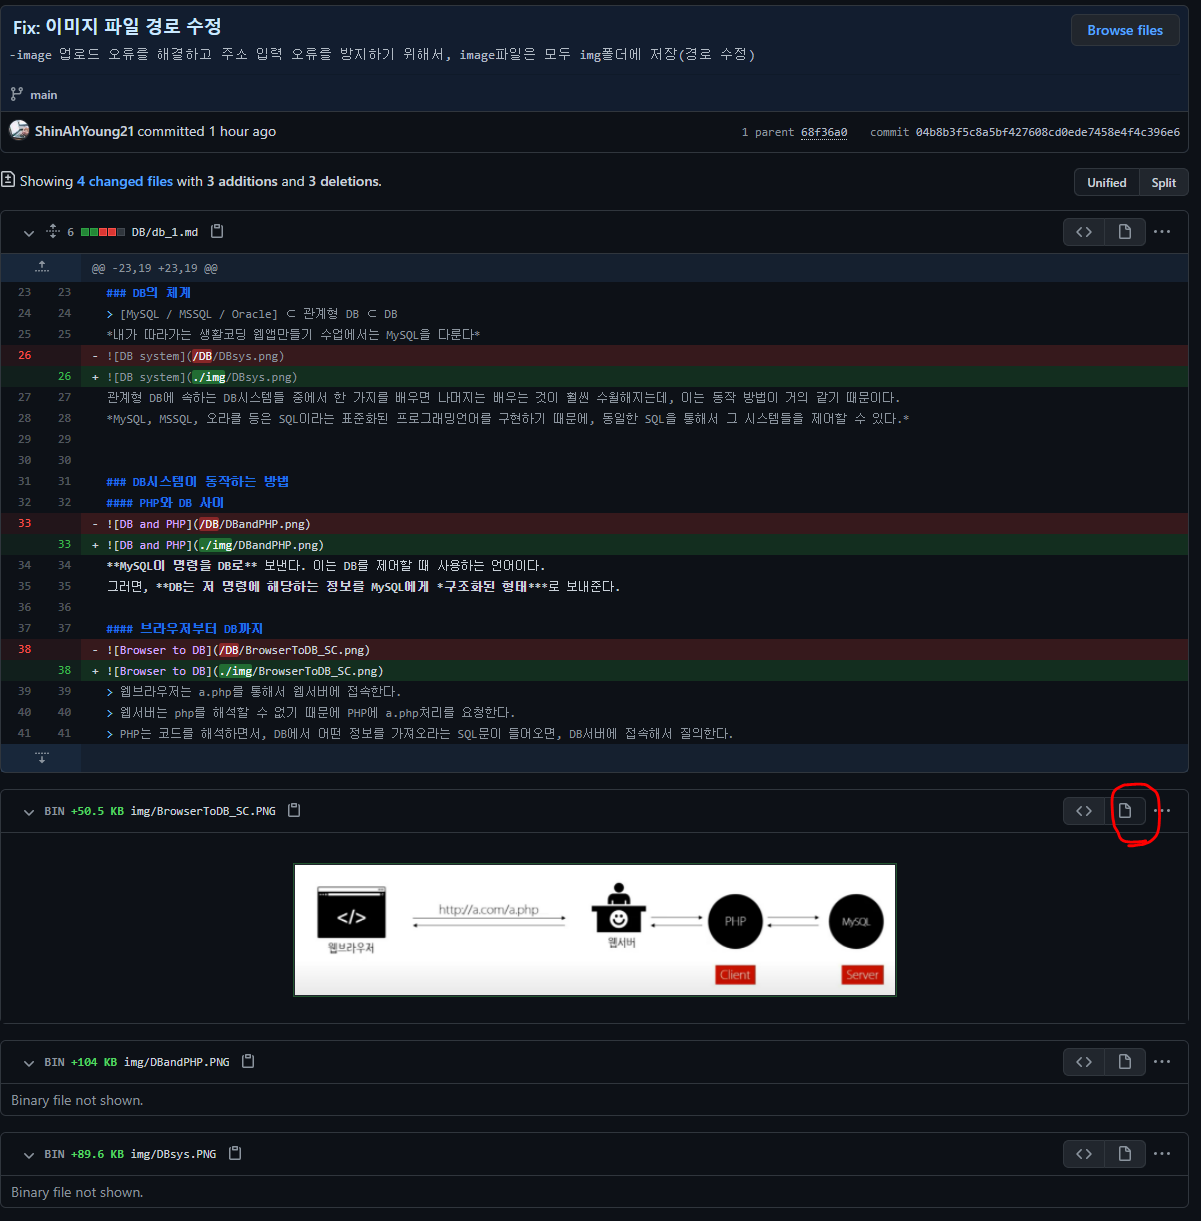 Fix: 이미지 파일 경로 수정
Browse files
-image 업로드 오류를 해결하고 주소 입력 오류를 방지하기 위해서, image파일은 모두 img폴더에 저장(경로 수정)
main
ShinAhYoung21 committed 1 hour ago
1 parent 68f36a0 commit 04b8b3f5c8a5bf427608cd0ede7458e4f4c396e6
Showing 4 changed files with 3 additions and 3 deletions.
Unified Split
6 DB/db_1.md
@@ -23,19 +23,19 @@
23 23 ### DB의 체계
24 24 > [MySQL / MSSQL / Oracle] ⊂ 관계형 DB ⊂ DB
25 25 *내가 따라가는 생활코딩 웹앱만들기 수업에서는 MySQL을 다룬다*
26 - ![DB system](/DB/DBsys.png)
26 + ![DB system](./img/DBsys.png)
27 27 관계형 DB에 속하는 DB시스템들 중에서 한 가지를 배우면 나머지는 배우는 것이 훨씬 수월해지는데, 이는 동작 방법이 거의 같기 때문이다.
28 28 *MySQL, MSSQL, 오라클 등은 SQL이라는 표준화된 프로그래밍언어를 구현하기 때문에, 동일한 SQL을 통해서 그 시스템들을 제어할 수 있다.*
29 29
30 30
31 31 ### DB시스템이 동작하는 방법
32 32 #### PHP와 DB 사이
33 - ![DB and PHP](/DB/DBandPHP.png)
33 + ![DB and PHP](./img/DBandPHP.png)
34 34 **MySQL이 명령을 DB로** 보낸다. 이는 DB를 제어할 때 사용하는 언어이다.
35 35 그러면, **DB는 저 명령에 해당하는 정보를 MySQL에게 *구조화된 형태***로 보내준다.
36 36
37 37 #### 브라우저부터 DB까지
38 - ![Browser to DB](/DB/BrowserToDB_SC.png)
38 + ![Browser to DB](./img/BrowserToDB_SC.png)
39 39 > 웹브라우저는 a.php를 통해서 웹서버에 접속한다.
40 40 > 웹서버는 php를 해석할 수 없기 때문에 PHP에 a.php처리를 요청한다.
41 41 > PHP는 코드를 해석하면서, DB에서 어떤 정보를 가져오라는 SQL문이 들어오면, DB서버에 접속해서 질의한다.
BIN +50.5 KB img/BrowserToDB_SC.PNG
</>
http://a.com/a.php
PHP
MySQL
웹브라우저
웹서버
Client
Server
BIN +104 KB img/DBandPHP.PNG
Binary file not shown.
BIN +89.6 KB img/DBsys.PNG
Binary file not shown.